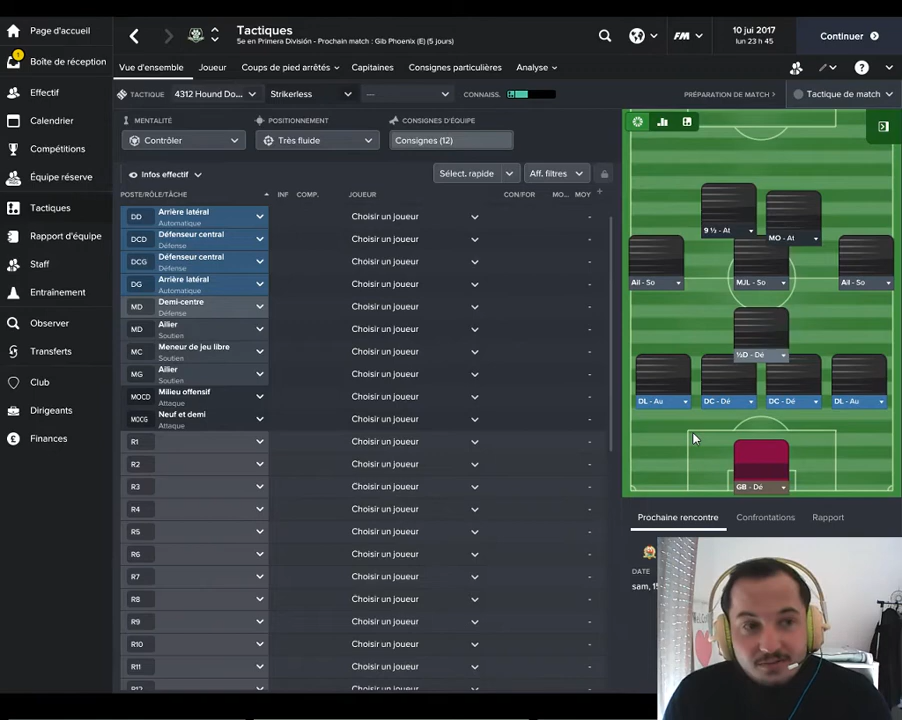 Page d'accueil
1
Boîte de réception
Effectif
Calendrier
Compétitions
Équipe réserve
Tactiques
Rapport d'équipe
Staff
Entraînement
Observer
Transferts
Club
Dirigeants
Finances
Tactiques
5e en Primera División - Prochain match : Gib Phoenix (E) (5 jours)
FM
10 jui 2017
lun 23 h 45
Continuer
Vue d'ensemble
Joueur
Coups de pied arrêtés
Capitaines
Consignes particulières
Analyse
?
TACTIQUE
4312 Hound Do...
Strikerless
---
CONNAISS.
PRÉPARATION DE MATCH >
Tactique de match
MENTALITÉ
POSITIONNEMENT
CONSIGNES D'ÉQUIPE
Contrôler
Très fluide
Consignes (12)
Infos effectif
Sélect. rapide
Aff. filtres
POSTE/RÔLE/TÂCHE
INF
COMP.
JOUEUR
CON/FOR
MO...
MOY
DD
Arrière latéral
Automatique
Choisir un joueur
-
DCD
Défenseur central
Défense
Choisir un joueur
-
DCG
Défenseur central
Défense
Choisir un joueur
-
DG
Arrière latéral
Automatique
Choisir un joueur
-
MD
Demi-centre
Défense
Choisir un joueur
-
MD
Ailier
Soutien
Choisir un joueur
-
MC
Meneur de jeu libre
Soutien
Choisir un joueur
-
MG
Ailier
Soutien
Choisir un joueur
-
MOCD
Milieu offensif
Attaque
Choisir un joueur
-
MOCG
Neuf et demi
Attaque
Choisir un joueur
-
R1
Choisir un joueur
-
R2
Choisir un joueur
-
R3
Choisir un joueur
-
R4
Choisir un joueur
-
R5
Choisir un joueur
-
R6
Choisir un joueur
-
R7
Choisir un joueur
-
R8
Choisir un joueur
-
R9
Choisir un joueur
-
R10
Choisir un joueur
-
R11
Choisir un joueur
-
R12
Choisir un joueur
-
9 ½ - At
MO - At
Ail - So
MJL - So
Ail - So
½D - Dé
DL - Au
DC - Dé
DC - Dé
DL - Au
GB - Dé
Prochaine rencontre
Confrontations
Rapport
DATE